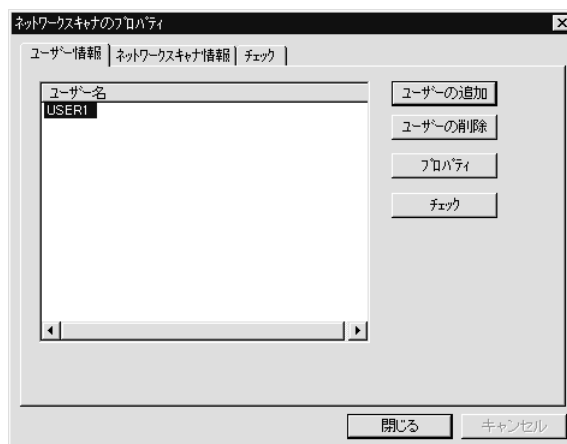 ネットワークスキャナのプロパティ
ユーザー情報 ネットワークスキャナ情報 チェック
ユーザー名
USER1
ユーザーの追加
ユーザーの削除
プロパティ
チェック
閉じる キャンセル